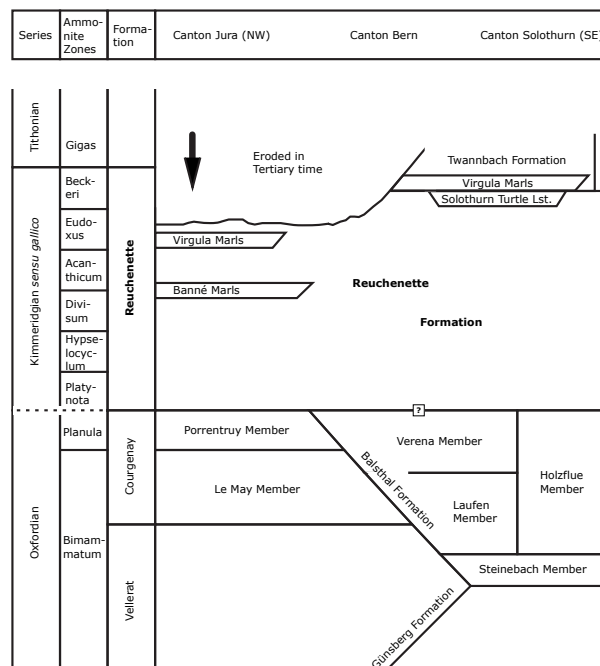 Series
Ammo-
nite
Zones
Forma-
tion
Canton Jura (NW)
Canton Bern
Canton Solothurn (SE)
Tithonian
Gigas
Eroded in
Tertiary time
Twannbach Formation
Virgula Marls
Solothurn Turtle Lst.
Kimmeridgian sensu gallico
Beck-
eri
Eudo-
xus
Acan-
thicum
Divi-
sum
Hypse-
locyc-
lum
Platy-
nota
Reuchenette
Virgula Marls
Banné Marls
Reuchenette
Formation
?
Oxfordian
Planula
Bimam-
matum
Courgenay
Vellerat
Porrentruy Member
Le May Member
Balsthal Formation
Verena Member
Laufen
Member
Holzflue
Member
Steinebach Member
Günsberg Formation